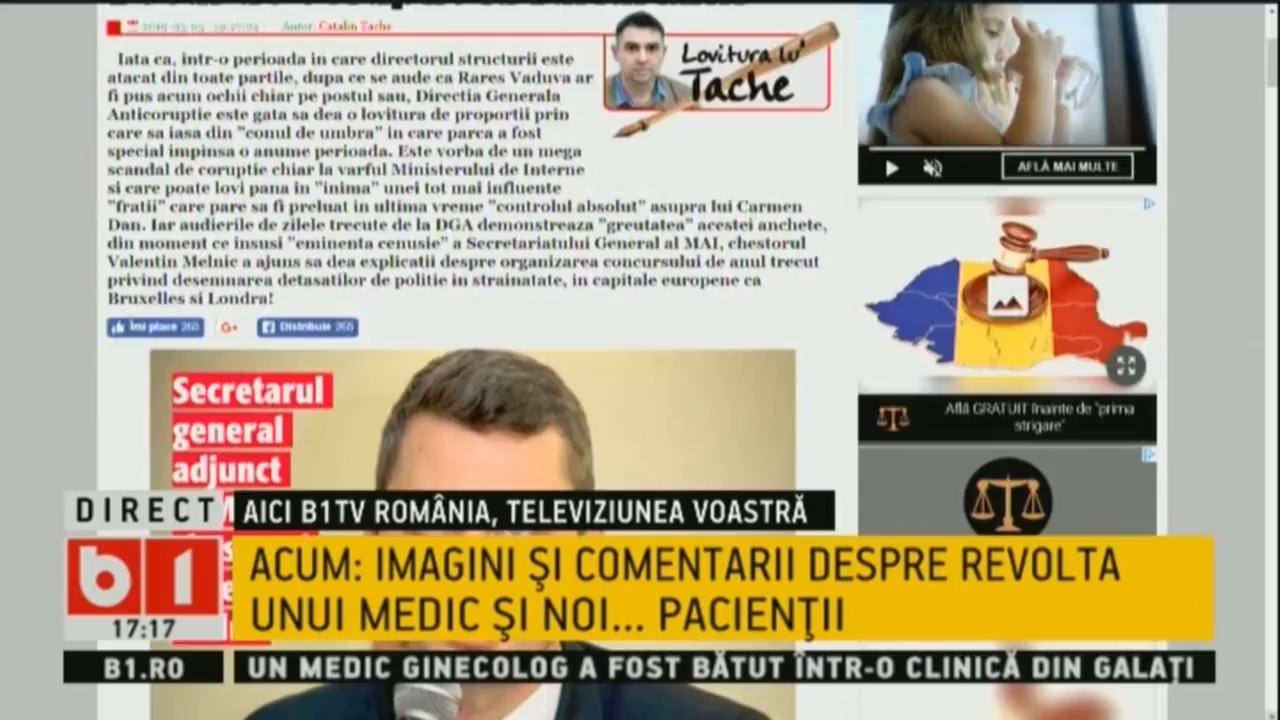 2019-03-05 , 19:27:04 Autor: Catalin Tache
Lovitura lu'
Tache
Iata ca, intr-o perioada in care directorul structurii este
atacat din toate partile, dupa ce se aude ca Rares Vaduva ar
fi pus acum ochii chiar pe postul sau, Directia Generala
Anticoruptie este gata sa dea o lovitura de proportii prin
care sa iasa din "conul de umbra" in care parca a fost
special impinsa o anume perioada. Este vorba de un mega
scandal de coruptie chiar la varful Ministerului de Interne
si care poate lovi pana in "inima" unei tot mai influente
"fratii" care pare sa fi preluat in ultima vreme "controlul absolut" asupra lui Carmen
Dan. Iar audierile de zilele trecute de la DGA demonstreaza "greutatea" acestei anchete,
din moment ce insusi "eminenta cenusie" a Secretariatului General al MAI, chestorul
Valentin Melnic a ajuns sa dea explicatii despre organizarea concursului de anul trecut
privind desemnarea detasatilor de politie in strainatate, in capitale europene ca
Bruxelles si Londra!
Îmi place 260
G+
Distribuie 260
AFLĂ MAI MULTE
Află GRATUIT înainte de "prima
strigare"
Secretarul
general
adjunct
DIRECT
AICI B1TV ROMÂNIA, TELEVIZIUNEA VOASTRĂ
b1
ACUM: IMAGINI ŞI COMENTARII DESPRE REVOLTA
UNUI MEDIC ŞI NOI... PACIENŢII
17:17
B1.RO
UN MEDIC GINECOLOG A FOST BĂTUT ÎNTR-O CLINICĂ DIN GALAȚI